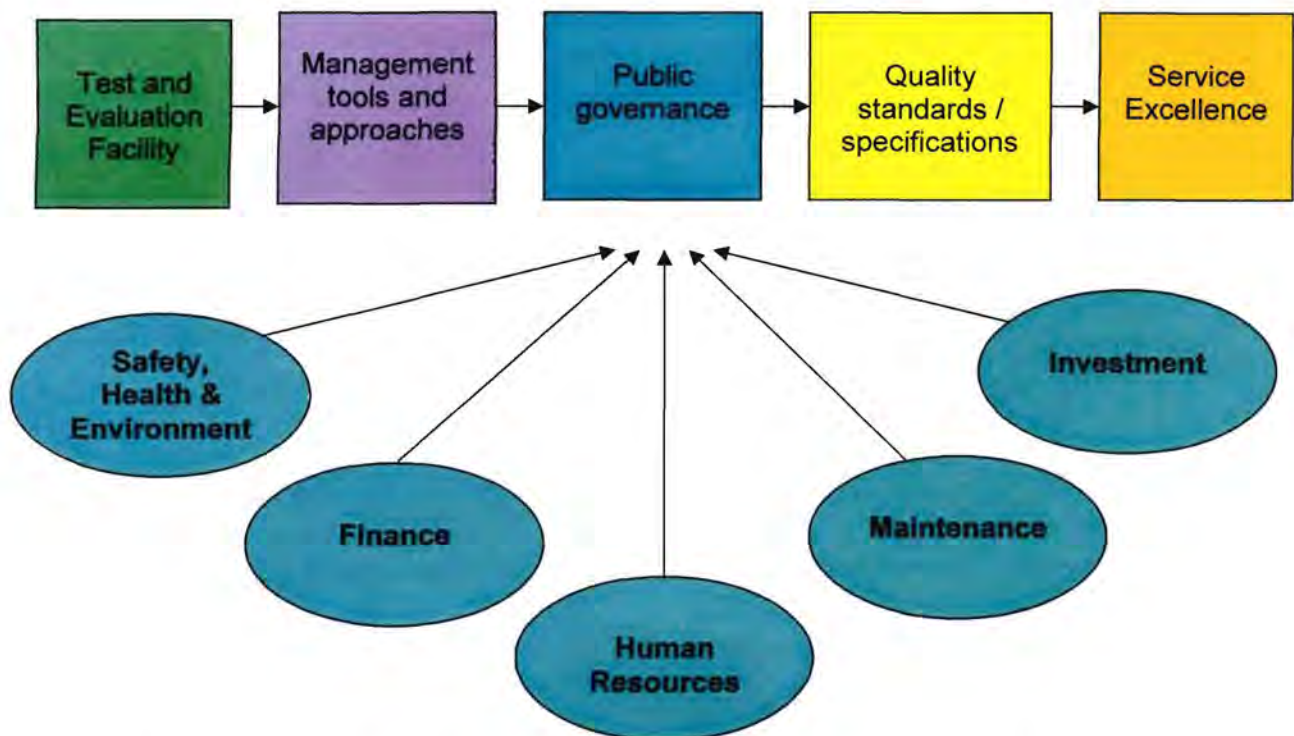 Test and
Evaluation
Facility
Management
tools and
approaches
Public
governance
Quality
standards /
specifications
Service
Excellence
Safety,
Health &
Environment
Finance
Human
Resources
Maintenance
Investment